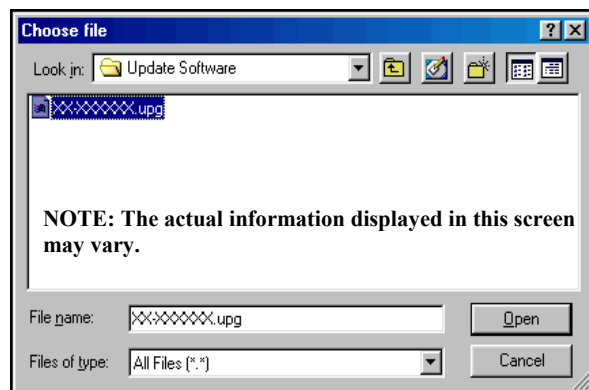 Choose file
Look in: Update Software
XX-XXXXXX.upg
NOTE: The actual information displayed in this screen
may vary.
File name: XX-XXXXXX.upg Open
Files of type: All Files (*.*) Cancel